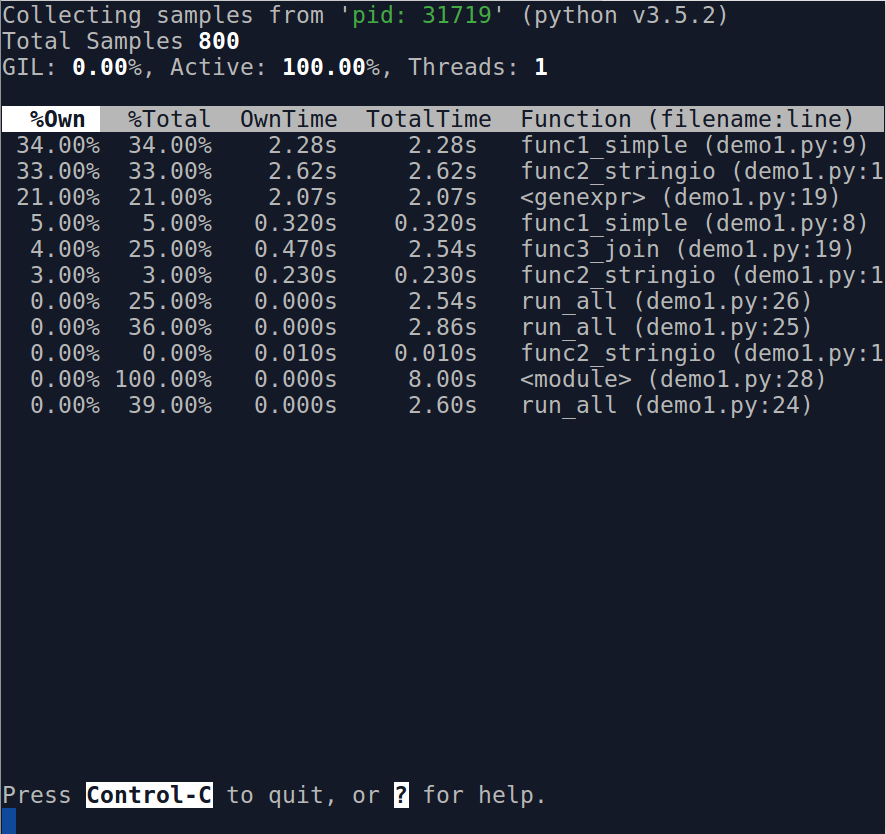 Collecting samples from 'pid: 31719' (python v3.5.2)
Total Samples 800
GIL: 0.00%, Active: 100.00%, Threads: 1
%Own %Total OwnTime TotalTime Function (filename:line)
34.00% 34.00% 2.28s 2.28s func1_simple (demo1.py:9)
33.00% 33.00% 2.62s 2.62s func2_stringio (demo1.py:1
21.00% 21.00% 2.07s 2.07s <genexpr> (demo1.py:19)
5.00% 5.00% 0.320s 0.320s func1_simple (demo1.py:8)
4.00% 25.00% 0.470s 2.54s func3_join (demo1.py:19)
3.00% 3.00% 0.230s 0.230s func2_stringio (demo1.py:1
0.00% 25.00% 0.000s 2.54s run_all (demo1.py:26)
0.00% 36.00% 0.000s 2.86s run_all (demo1.py:25)
0.00% 0.00% 0.010s 0.010s func2_stringio (demo1.py:1
0.00% 100.00% 0.000s 8.00s <module> (demo1.py:28)
0.00% 39.00% 0.000s 2.60s run_all (demo1.py:24)
Press Control-C to quit, or ? for help.